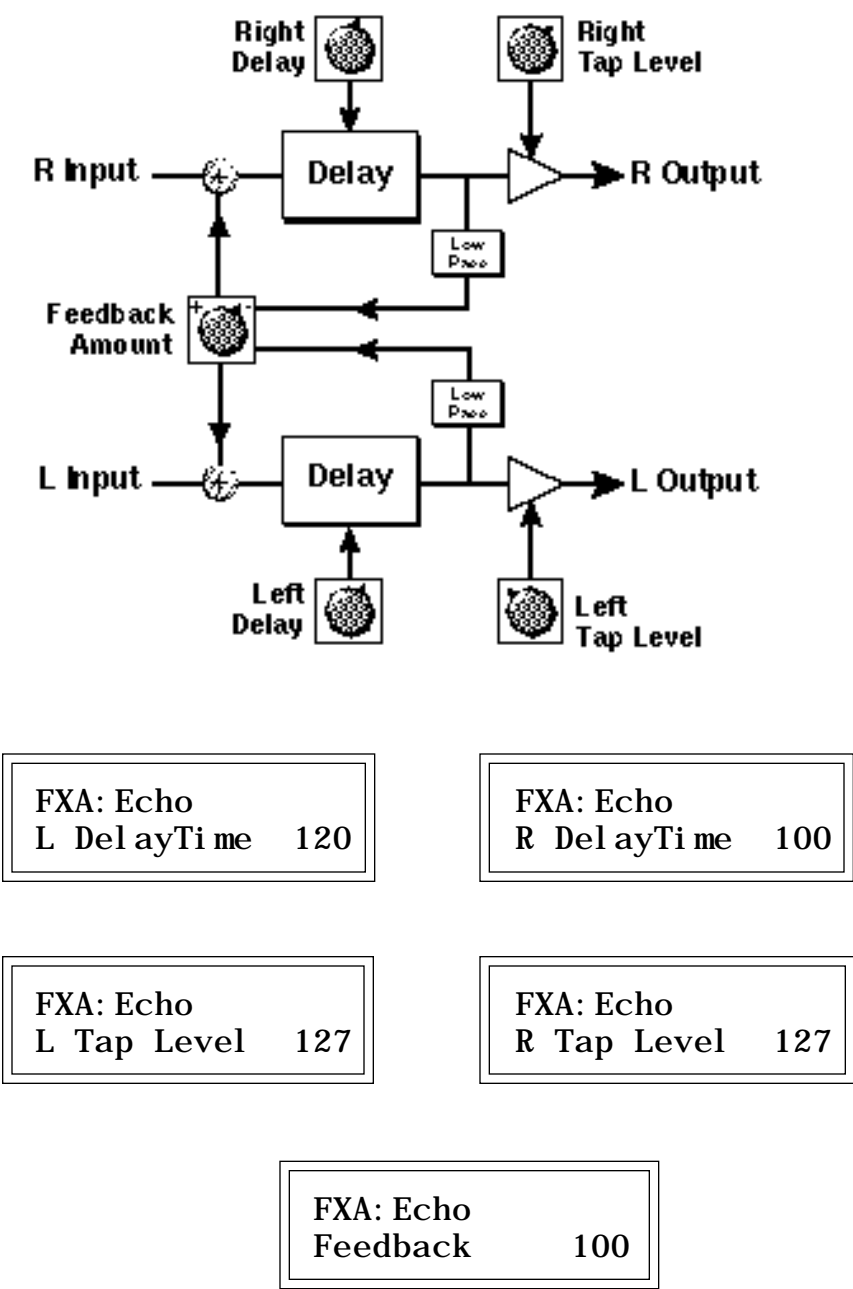 Right
Delay
Right
Tap Level
R Input
Delay
R Output
Low
Pass
+ -
Feedback
Amount
Low
Pass
L Input
Delay
L Output
Left
Delay
Left
Tap Level
FXA: Echo
L DelayTime 120
FXA: Echo
R DelayTime 100
FXA: Echo
L Tap Level 127
FXA: Echo
R Tap Level 127
FXA: Echo
Feedback 100